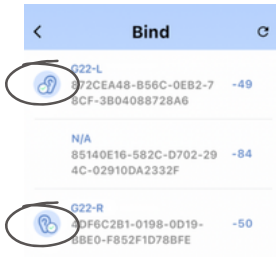 Bind
G22-L
872CEA48-B56C-0EB2-7
8CF-3B04088728A6
-49
N/A
85140E16-582C-D702-29
4C-02910DA2332F
-84
G22-R
4DF6C2B1-0198-0D19-
BBE0-F852F1D78BFE
-50